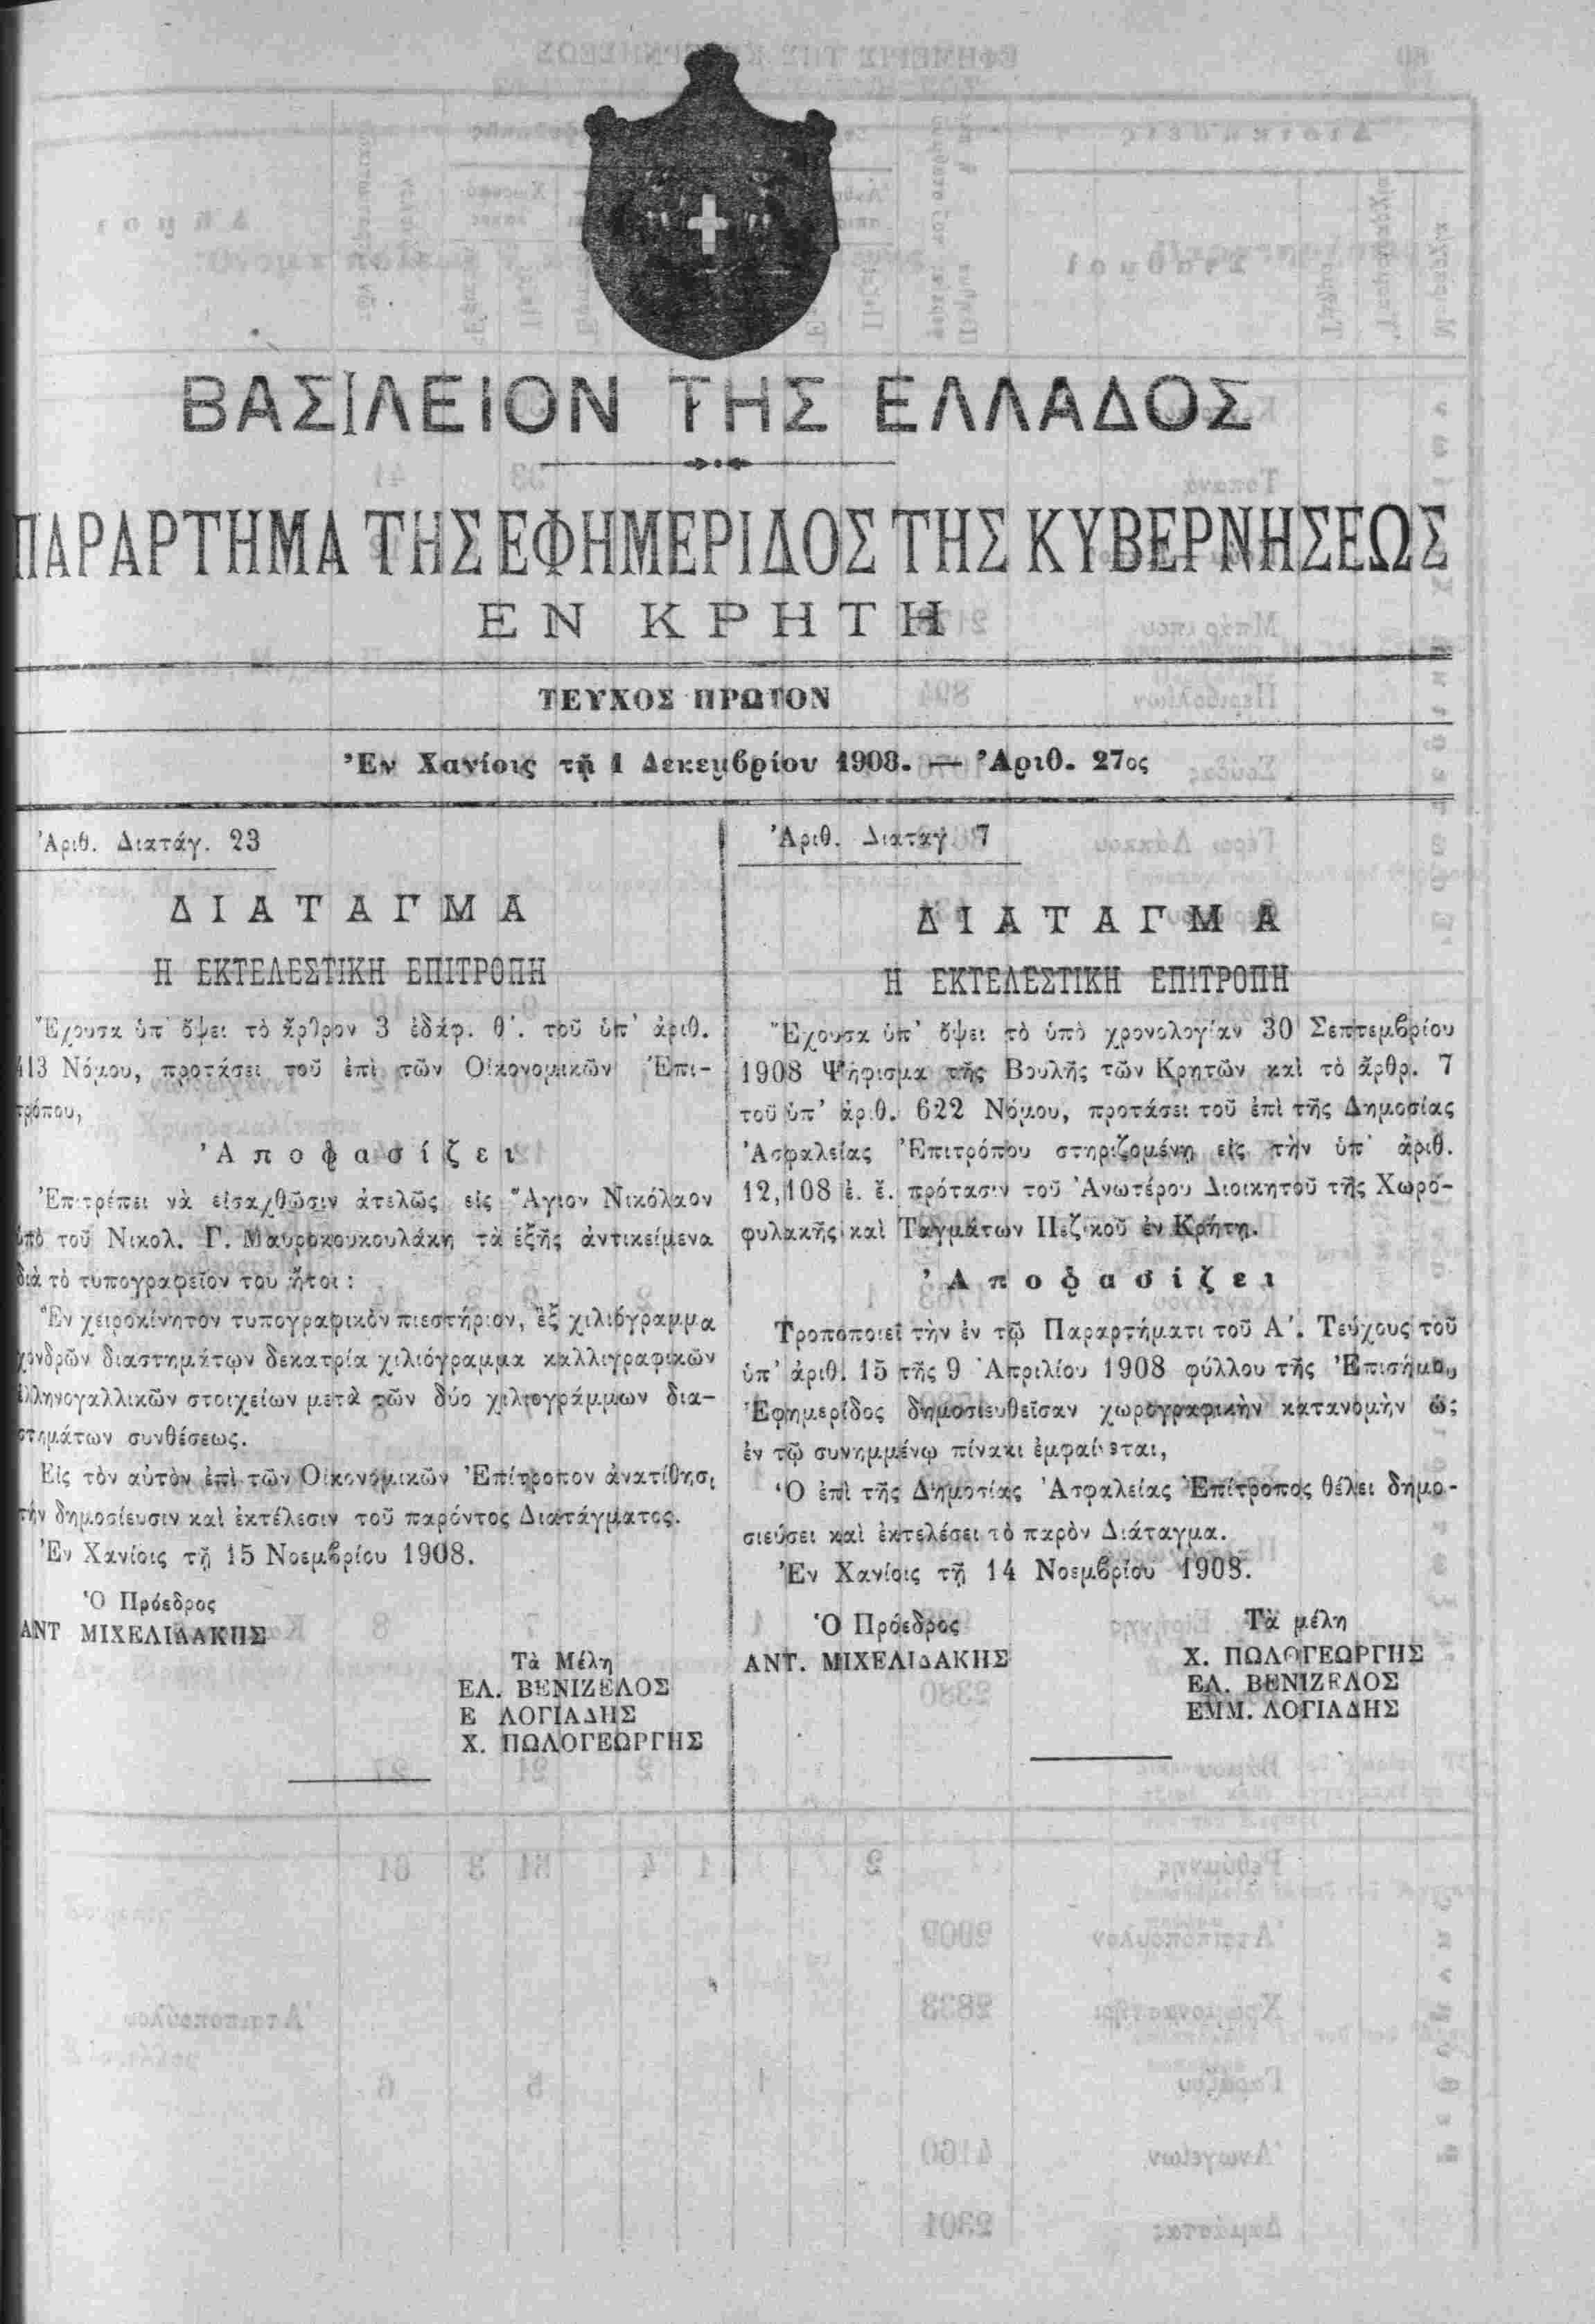 ΒΑΣΙΛΕΙΟΝ ΤΗΣ ΕΛΛΑΔΟΣ
ΠΑΡΑΡΤΗΜΑ ΤΗΣ ΕΦΗΜΕΡΙΔΟΣ ΤΗΣ ΚΥΒΕΡΝΗΣΕΩΣ
ΕΝ ΚΡΗΤΗ
ΤΕΥΧΟΣ ΠΡΩΤΟΝ
Ἐν Χανίοις τῇ 1 Δεκεμβρίου 1908. — Ἀριθ. 27ος
Ἀριθ. Διατάγ. 23
ΔΙΑΤΑΓΜΑ
Η ΕΚΤΕΛΕΣΤΙΚΗ ΕΠΙΤΡΟΠΗ
Ἔχουσα ὑπ' ὄψει τὸ ἄρθρον 3 ἐδάφ. θ'. τοῦ ὑπ' ἀριθ.
413 Νόμου, προτάσει τοῦ ἐπὶ τῶν Οἰκονομικῶν Ἐπι-
τρόπου,
Ἀποφασίζει
Ἐπιτρέπει νὰ εἰσαχθῶσιν ἀτελῶς εἰς Ἅγιον Νικόλαον
ὑπὸ τοῦ Νικολ. Γ. Μαυροκουκουλάκη τὰ ἑξῆς ἀντικείμενα
διὰ τὸ τυπογραφεῖον του ἤτοι :
Ἓν χειροκίνητον τυπογραφικὸν πιεστήριον, ἓξ χιλιόγραμμα
χονδρῶν διαστημάτων δεκατρία χιλιόγραμμα καλλιγραφικῶν
ἑλληνογαλλικῶν στοιχείων μετὰ τῶν δύο χιλιογράμμων δια-
στημάτων συνθέσεως.
Εἰς τὸν αὐτὸν ἐπὶ τῶν Οἰκονομικῶν Ἐπίτροπον ἀνατίθησι
τὴν δημοσίευσιν καὶ ἐκτέλεσιν τοῦ παρόντος Διατάγματος.
Ἐν Χανίοις τῇ 15 Νοεμβρίου 1908.
Ὁ Πρόεδρος
ΑΝΤ ΜΙΧΕΛΙΔΑΚΗΣ
Τὰ Μέλη
ΕΛ. ΒΕΝΙΖΕΛΟΣ
Ε ΛΟΓΙΑΔΗΣ
Χ. ΠΩΛΟΓΕΩΡΓΗΣ
Ἀριθ. Διαταγ. 7
ΔΙΑΤΑΓΜΑ
Η ΕΚΤΕΛΕΣΤΙΚΗ ΕΠΙΤΡΟΠΗ
Ἔχουσα ὑπ' ὄψει τὸ ὑπὸ χρονολογίαν 30 Σεπτεμβρίου
1908 Ψήφισμα τῆς Βουλῆς τῶν Κρητῶν καὶ τὸ ἄρθρ. 7
τοῦ ὑπ' ἀριθ. 622 Νόμου, προτάσει τοῦ ἐπὶ τῆς Δημοσίας
Ἀσφαλείας Ἐπιτρόπου στηριζομένη εἰς τὴν ὑπ' ἀριθ.
12,108 ἐ. ἔ. πρότασιν τοῦ Ἀνωτέρου Διοικητοῦ τῆς Χωρο-
φυλακῆς καὶ Ταγμάτων Πεζικοῦ ἐν Κρήτῃ.
Ἀποφασίζει
Τροποποιεῖ τὴν ἐν τῷ Παραρτήματι τοῦ Α'. Τεύχους τοῦ
ὑπ' ἀριθ. 15 τῆς 9 Ἀπριλίου 1908 φύλλου τῆς Ἐπισήμου
Ἐφημερίδος δημοσιευθεῖσαν χωρογραφικὴν κατανομὴν ὡς
ἐν τῷ συνημμένῳ πίνακι ἐμφαίνεται,
Ὁ ἐπὶ τῆς Δημοσίας Ἀσφαλείας Ἐπίτροπος θέλει δημο-
σιεύσει καὶ ἐκτελέσει τὸ παρὸν Διάταγμα.
Ἐν Χανίοις τῇ 14 Νοεμβρίου 1908.
Ὁ Πρόεδρος
ΑΝΤ. ΜΙΧΕΛΙΔΑΚΗΣ
Τὰ μέλη
Χ. ΠΩΛΟΓΕΩΡΓΗΣ
ΕΛ. ΒΕΝΙΖΕΛΟΣ
ΕΜΜ. ΛΟΓΙΑΔΗΣ